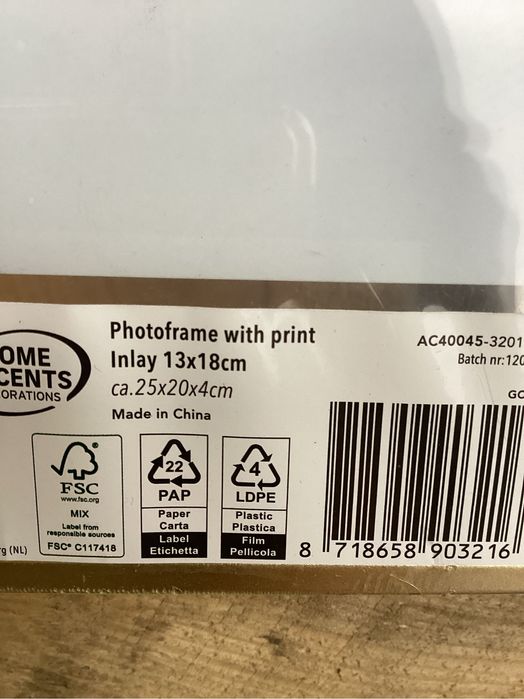 Photoframe with print
Inlay 13x18cm
ca.25x20x4cm
Made in China
OME
CENTS
ORATIONS
AC40045-3201
Batch nr:120
GO
FSC
www.fsc.org
MIX
Label from
responsible sources
FSC® C117418
22
PAP
Paper
Carta
Label
Etichetta
4
LDPE
Plastic
Plastica
Film
Pellicola
rg (NL)
8 718658 903216